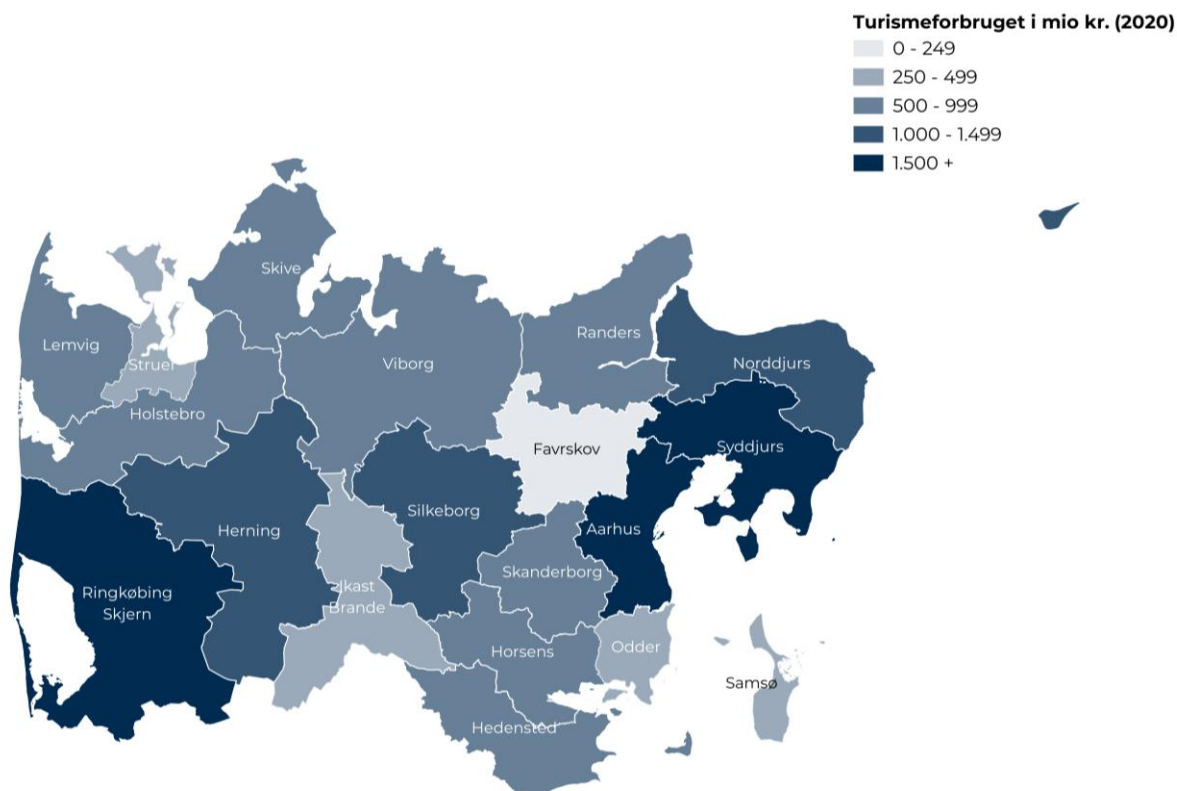 Turismeforbruget i mio kr. (2020)
0 - 249
250 - 499
500 - 999
1.000 - 1.499
1.500 +
Skive
Randers
Lemvig
Struer
Viborg
Norddjurs
Holstebro
Favrskov
Syddjurs
Silkeborg
Herning
Aarhus
Skanderborg
Ringkøbing
Skjern
Ikast
Brande
Horsens
Odder
Samsø
Hedensted